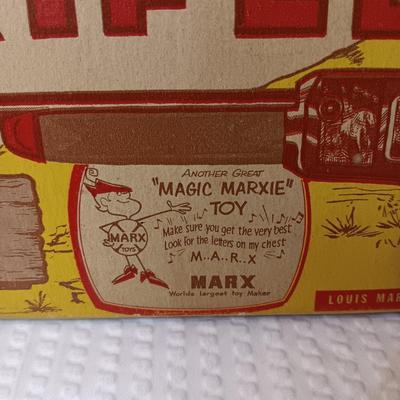 RIFLE
ANOTHER GREAT
"MAGIC MARXIE"
TOY
Make sure you get the very best
Look for the letters on my chest
M..A..R..X
MARX
TOYS
MARX
Worlds largest toy Maker
LOUIS MAR